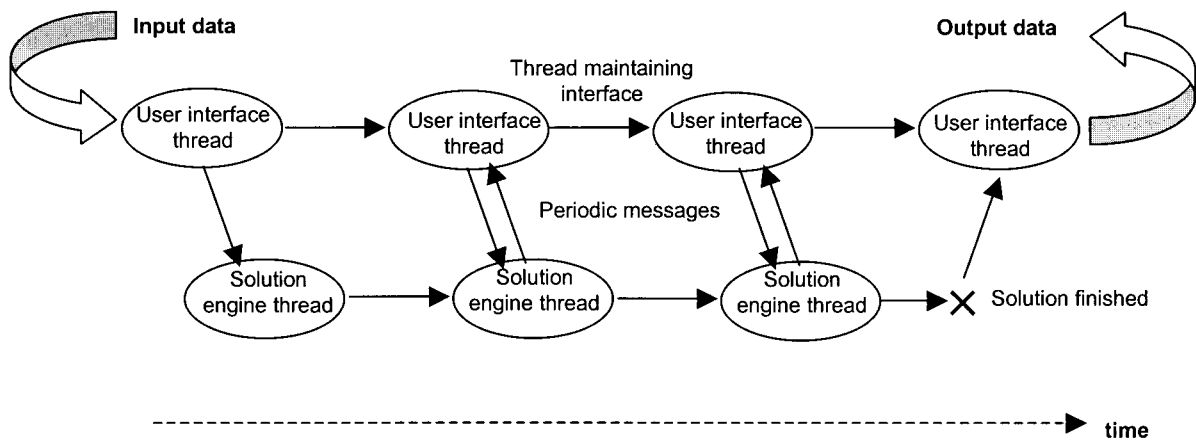 Input data
Output data
Thread maintaining
interface
User interface
thread
User interface
thread
User interface
thread
User interface
thread
Periodic messages
Solution
engine thread
Solution
engine thread
Solution
engine thread
Solution finished
time